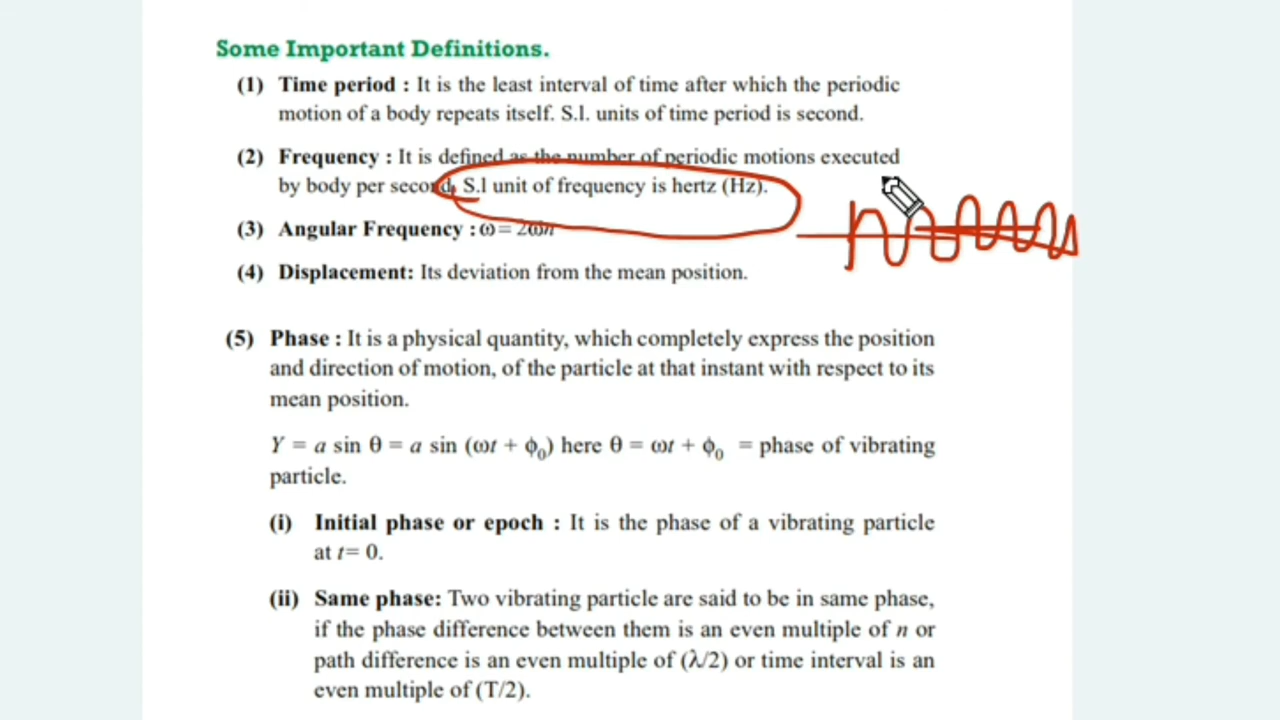 Some Important Definitions.
(1) Time period : It is the least interval of time after which the periodic
motion of a body repeats itself. S.I. units of time period is second.
(2) Frequency : It is defined as the number of periodic motions executed
by body per second. S.I unit of frequency is hertz (Hz).
(3) Angular Frequency : ω = 2ωn
(4) Displacement: Its deviation from the mean position.
(5) Phase : It is a physical quantity, which completely express the position
and direction of motion, of the particle at that instant with respect to its
mean position.
Y = a sin θ = a sin (ωt + ϕ₀) here θ = ωt + ϕ₀ = phase of vibrating
particle.
(i) Initial phase or epoch : It is the phase of a vibrating particle
at t= 0.
(ii) Same phase: Two vibrating particle are said to be in same phase,
if the phase difference between them is an even multiple of n or
path difference is an even multiple of (λ/2) or time interval is an
even multiple of (T/2).